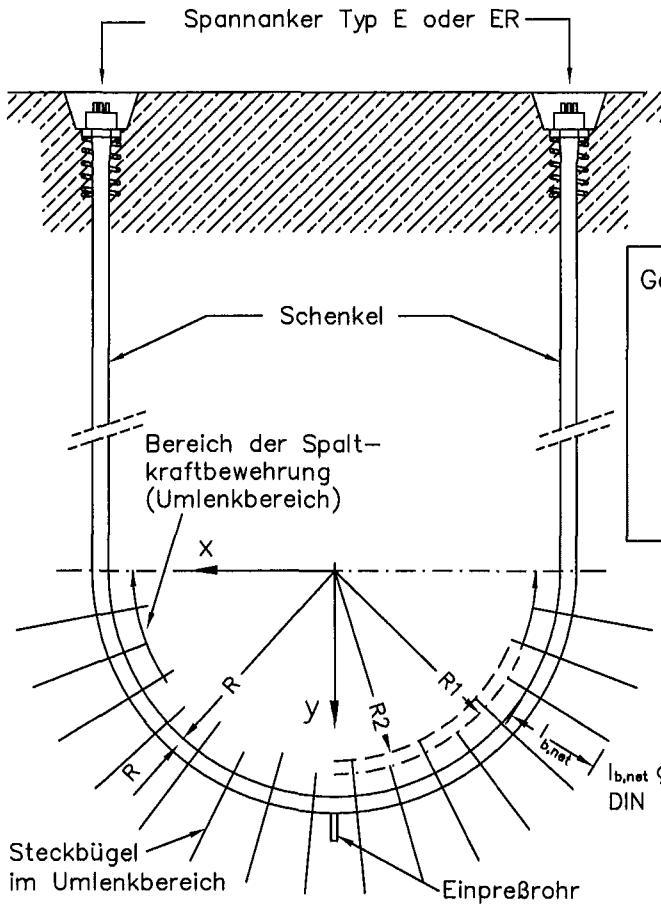 Spannanker Typ E oder ER
Schenkel
Bereich der Spalt-
kraftbewehrung
(Umlenkbereich)
x
R
R
y
R2
R1
l b,net
l b,net
DIN
Steckbügel
im Umlenkbereich
Einpreßrohr